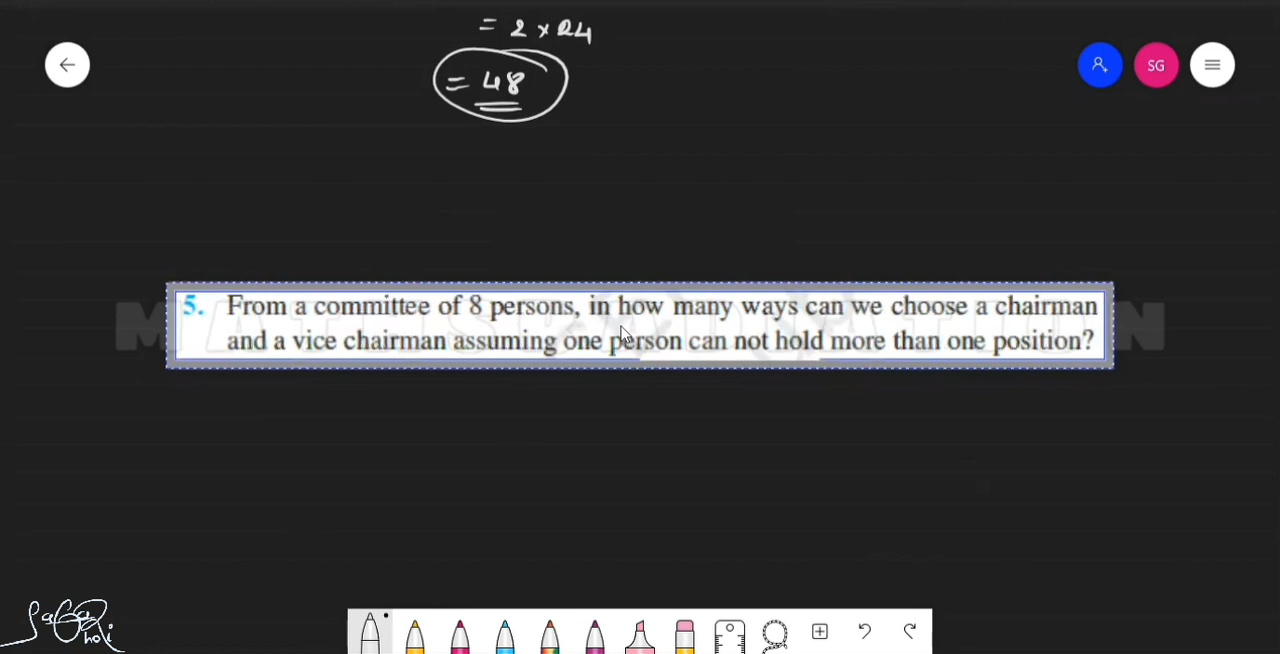 = 2 × 24
= 48
SG
5. From a committee of 8 persons, in how many ways can we choose a chairman
and a vice chairman assuming one person can not hold more than one position?